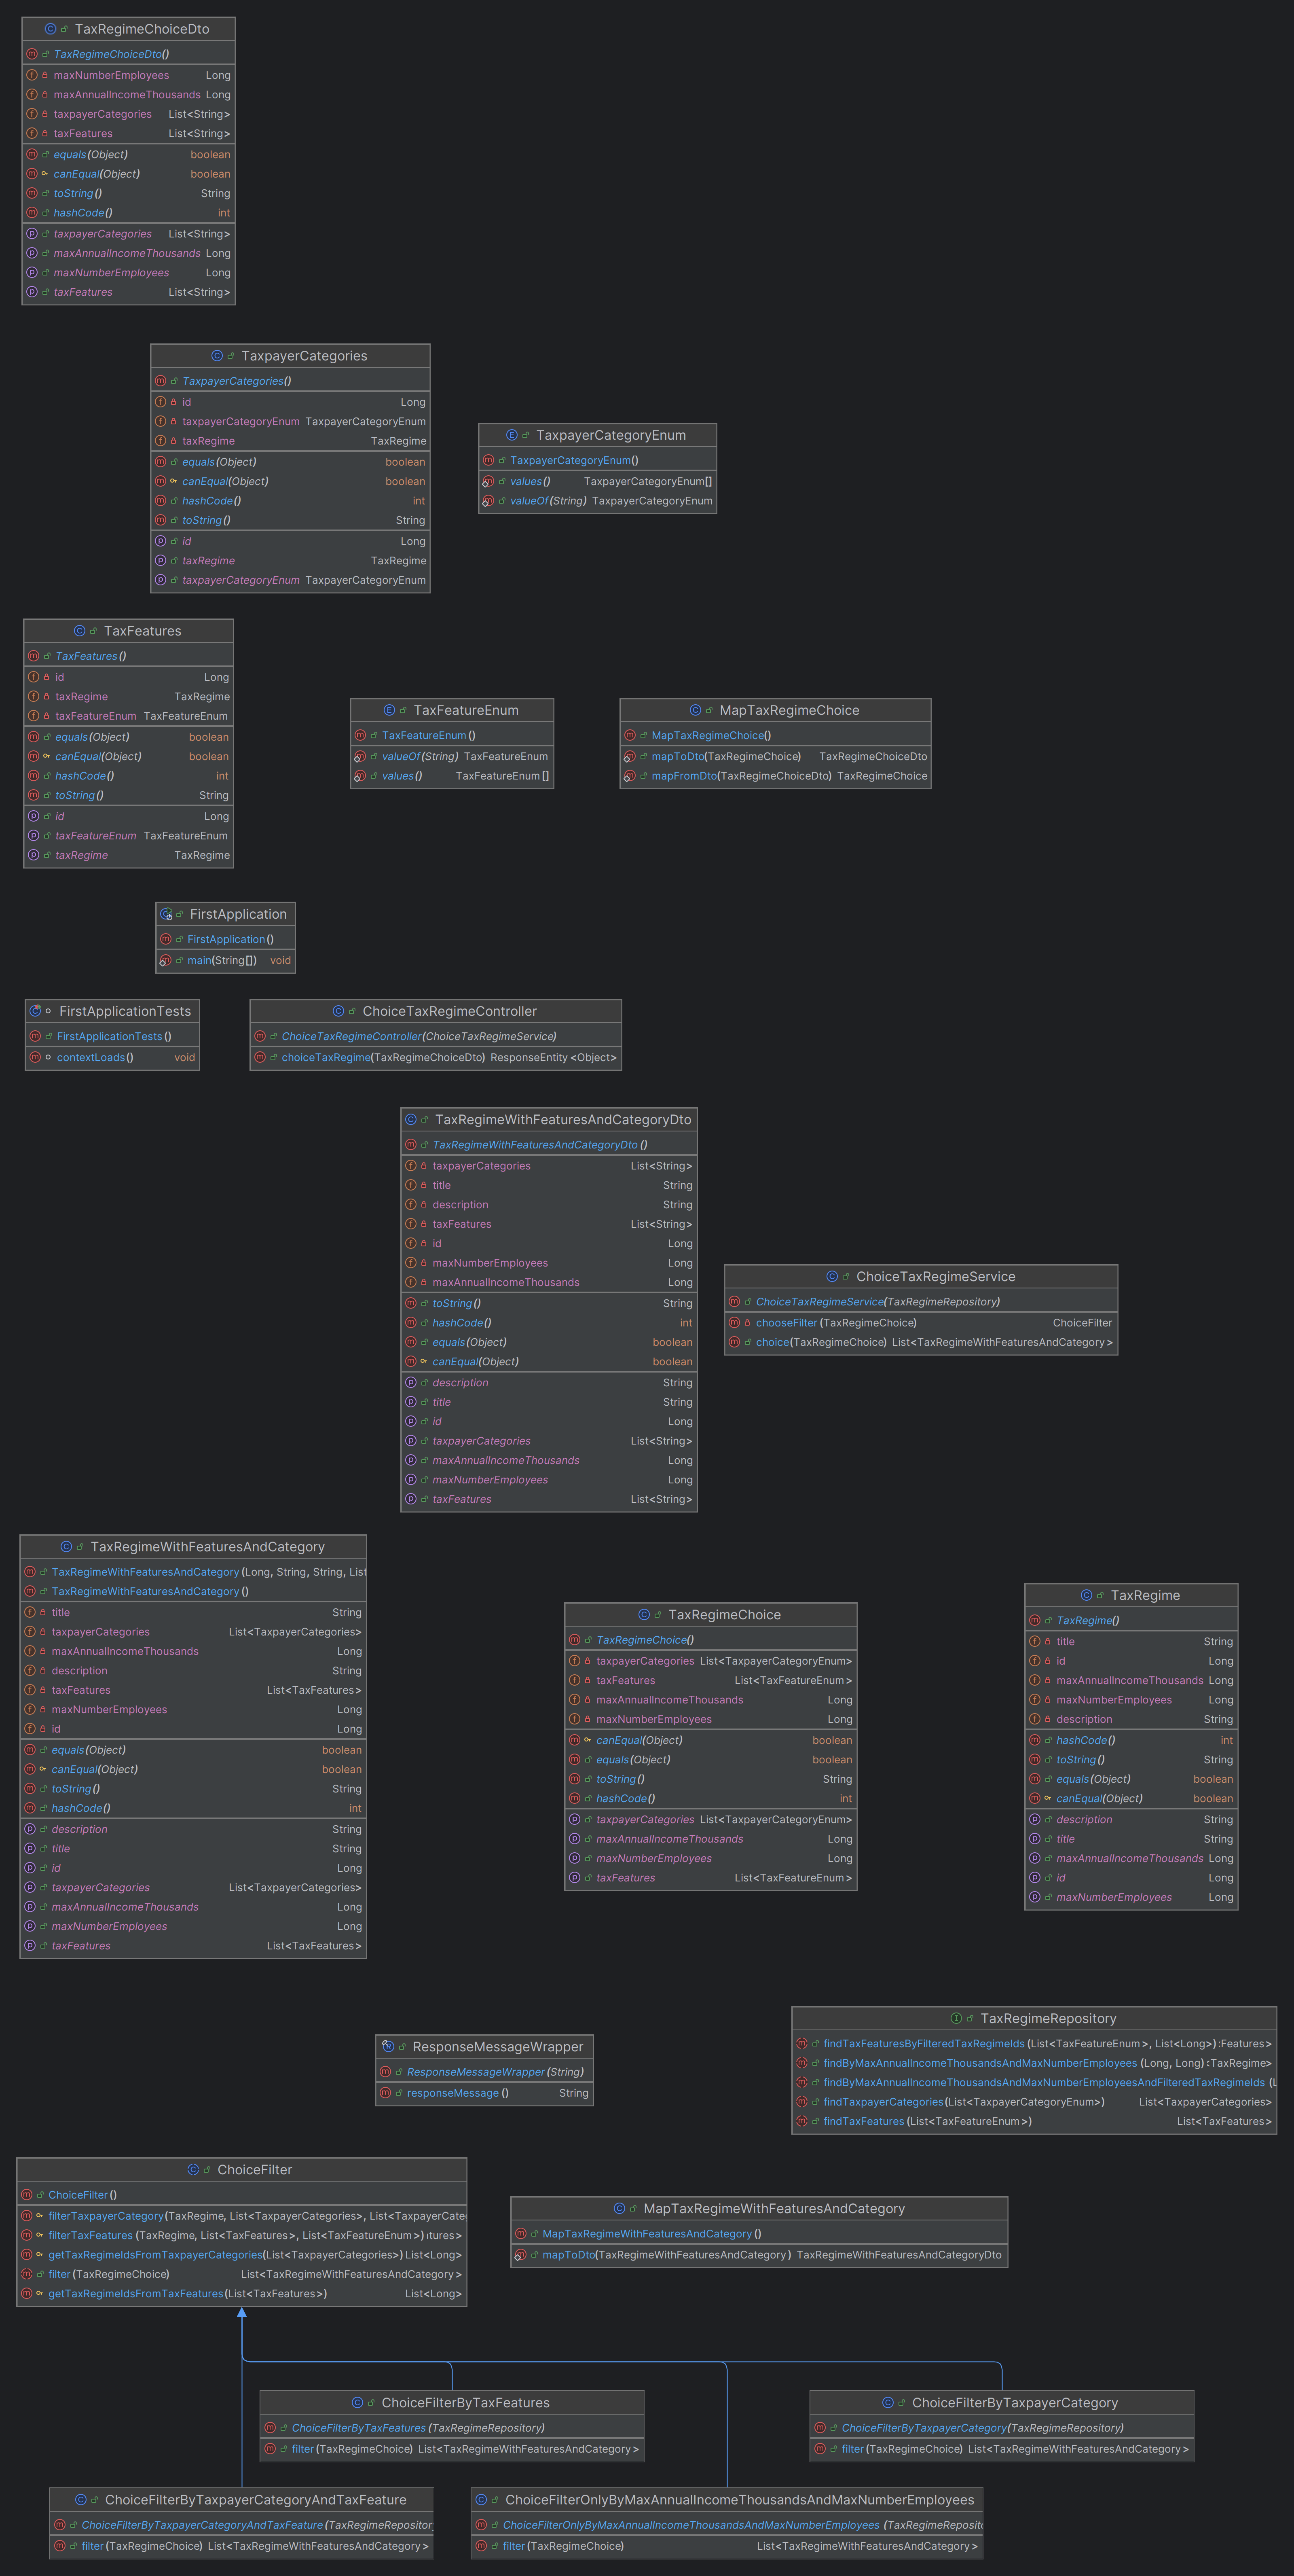 TaxRegimeChoiceDto
TaxRegimeChoiceDto()
maxNumberEmployees Long
maxAnnualIncomeThousands Long
taxpayerCategories List<String>
taxFeatures List<String>
equals(Object) boolean
canEqual(Object) boolean
toString() String
hashCode() int
taxpayerCategories List<String>
maxAnnualIncomeThousands Long
maxNumberEmployees Long
taxFeatures List<String>
TaxpayerCategories
TaxpayerCategories()
id Long
taxpayerCategoryEnum TaxpayerCategoryEnum
taxRegime TaxRegime
equals(Object) boolean
canEqual(Object) boolean
hashCode() int
toString() String
id Long
taxRegime TaxRegime
taxpayerCategoryEnum TaxpayerCategoryEnum
TaxpayerCategoryEnum
TaxpayerCategoryEnum()
values() TaxpayerCategoryEnum[]
valueOf(String) TaxpayerCategoryEnum
TaxFeatures
TaxFeatures()
id Long
taxRegime TaxRegime
taxFeatureEnum TaxFeatureEnum
equals(Object) boolean
canEqual(Object) boolean
hashCode() int
toString() String
id Long
taxFeatureEnum TaxFeatureEnum
taxRegime TaxRegime
TaxFeatureEnum
TaxFeatureEnum()
valueOf(String) TaxFeatureEnum
values() TaxFeatureEnum[]
MapTaxRegimeChoice
MapTaxRegimeChoice()
mapToDto(TaxRegimeChoice) TaxRegimeChoiceDto
mapFromDto(TaxRegimeChoiceDto) TaxRegimeChoice
FirstApplication
FirstApplication()
main(String[]) void
FirstApplicationTests
FirstApplicationTests()
contextLoads() void
ChoiceTaxRegimeController
ChoiceTaxRegimeController(ChoiceTaxRegimeService)
choiceTaxRegime(TaxRegimeChoiceDto) ResponseEntity<Object>
TaxRegimeWithFeaturesAndCategoryDto
TaxRegimeWithFeaturesAndCategoryDto()
taxpayerCategories List<String>
title String
description String
taxFeatures List<String>
id Long
maxNumberEmployees Long
maxAnnualIncomeThousands Long
toString() String
hashCode() int
equals(Object) boolean
canEqual(Object) boolean
description String
title String
id Long
taxpayerCategories List<String>
maxAnnualIncomeThousands Long
maxNumberEmployees Long
taxFeatures List<String>
ChoiceTaxRegimeService
ChoiceTaxRegimeService(TaxRegimeRepository)
chooseFilter(TaxRegimeChoice) ChoiceFilter
choice(TaxRegimeChoice) List<TaxRegimeWithFeaturesAndCategory>
TaxRegimeWithFeaturesAndCategory
TaxRegimeWithFeaturesAndCategory(Long, String, String, List
TaxRegimeWithFeaturesAndCategory()
title String
taxpayerCategories List<TaxpayerCategories>
maxAnnualIncomeThousands Long
description String
taxFeatures List<TaxFeatures>
maxNumberEmployees Long
id Long
equals(Object) boolean
canEqual(Object) boolean
toString() String
hashCode() int
description String
title String
id Long
taxpayerCategories List<TaxpayerCategories>
maxAnnualIncomeThousands Long
maxNumberEmployees Long
taxFeatures List<TaxFeatures>
TaxRegimeChoice
TaxRegimeChoice()
taxpayerCategories List<TaxpayerCategoryEnum>
taxFeatures List<TaxFeatureEnum>
maxAnnualIncomeThousands Long
maxNumberEmployees Long
canEqual(Object) boolean
equals(Object) boolean
toString() String
hashCode() int
taxpayerCategories List<TaxpayerCategoryEnum>
maxAnnualIncomeThousands Long
maxNumberEmployees Long
taxFeatures List<TaxFeatureEnum>
TaxRegime
TaxRegime()
title String
id Long
maxAnnualIncomeThousands Long
maxNumberEmployees Long
description String
hashCode() int
toString() String
equals(Object) boolean
canEqual(Object) boolean
description String
title String
maxAnnualIncomeThousands Long
id Long
maxNumberEmployees Long
ResponseMessageWrapper
ResponseMessageWrapper(String)
responseMessage() String
TaxRegimeRepository
findTaxFeaturesByFilteredTaxRegimeIds(List<TaxFeatureEnum>, List<Long>) :Features>
findByMaxAnnualIncomeThousandsAndMaxNumberEmployees(Long, Long) :TaxRegime>
findByMaxAnnualIncomeThousandsAndMaxNumberEmployeesAndFilteredTaxRegimeIds (L
findTaxpayerCategories(List<TaxpayerCategoryEnum>) List<TaxpayerCategories>
findTaxFeatures(List<TaxFeatureEnum>) List<TaxFeatures>
ChoiceFilter
ChoiceFilter()
filterTaxpayerCategory(TaxRegime, List<TaxpayerCategories>, List<TaxpayerCate
filterTaxFeatures(TaxRegime, List<TaxFeatures>, List<TaxFeatureEnum>) tures>
getTaxRegimeIdsFromTaxpayerCategories(List<TaxpayerCategories>) List<Long>
filter(TaxRegimeChoice) List<TaxRegimeWithFeaturesAndCategory>
getTaxRegimeIdsFromTaxFeatures(List<TaxFeatures>) List<Long>
MapTaxRegimeWithFeaturesAndCategory
MapTaxRegimeWithFeaturesAndCategory()
mapToDto(TaxRegimeWithFeaturesAndCategory) TaxRegimeWithFeaturesAndCategoryDto
ChoiceFilterByTaxFeatures
ChoiceFilterByTaxFeatures(TaxRegimeRepository)
filter(TaxRegimeChoice) List<TaxRegimeWithFeaturesAndCategory>
ChoiceFilterByTaxpayerCategory
ChoiceFilterByTaxpayerCategory(TaxRegimeRepository)
filter(TaxRegimeChoice) List<TaxRegimeWithFeaturesAndCategory>
ChoiceFilterByTaxpayerCategoryAndTaxFeature
ChoiceFilterByTaxpayerCategoryAndTaxFeature(TaxRegimeRepository
filter(TaxRegimeChoice) List<TaxRegimeWithFeaturesAndCategory>
ChoiceFilterOnlyByMaxAnnualIncomeThousandsAndMaxNumberEmployees
ChoiceFilterOnlyByMaxAnnualIncomeThousandsAndMaxNumberEmployees(TaxRegimeReposit
filter(TaxRegimeChoice) List<TaxRegimeWithFeaturesAndCategory>